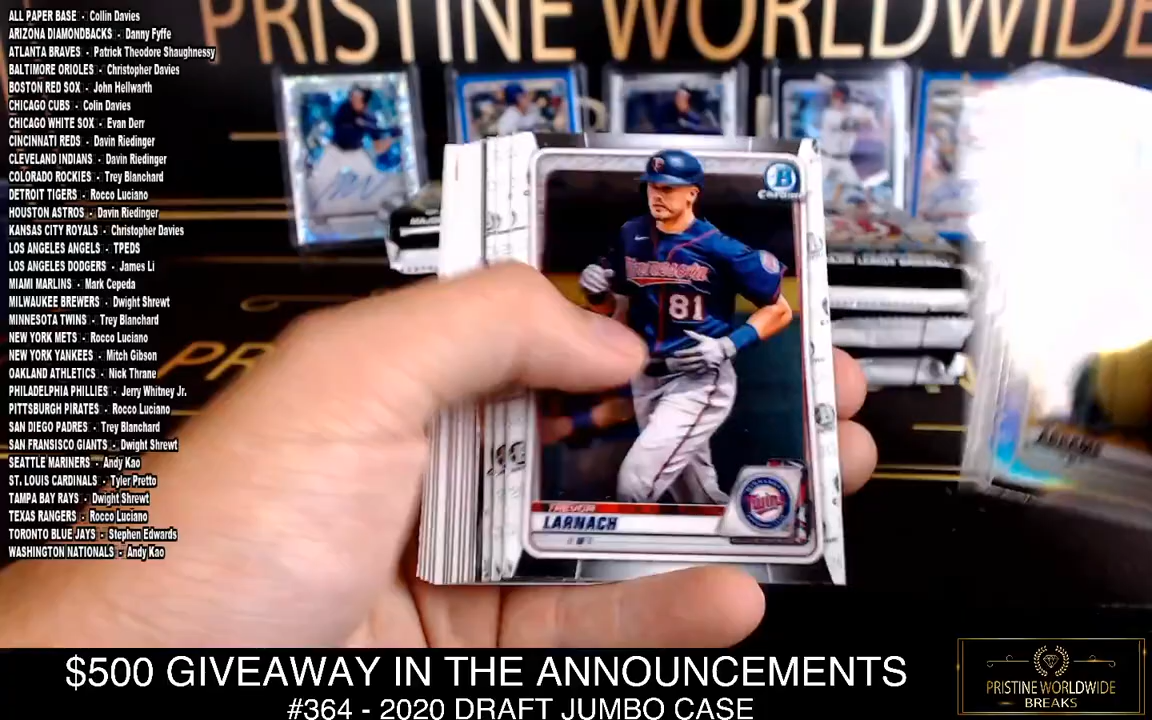 PRISTINE WORLDWIDE
ALL PAPER BASE - Collin Davies
ARIZONA DIAMONDBACKS - Danny Fyffe
ATLANTA BRAVES - Patrick Theodore Shaughnessy
BALTIMORE ORIOLES - Christopher Davies
BOSTON RED SOX - John Hellwarth
CHICAGO CUBS - Colin Davies
CHICAGO WHITE SOX - Evan Derr
CINCINNATI REDS - Davin Riedinger
CLEVELAND INDIANS - Davin Riedinger
COLORADO ROCKIES - Trey Blanchard
DETROIT TIGERS - Rocco Luciano
HOUSTON ASTROS - Davin Riedinger
KANSAS CITY ROYALS - Christopher Davies
LOS ANGELES ANGELS - TPEDS
LOS ANGELES DODGERS - James Li
MIAMI MARLINS - Mark Cepeda
MILWAUKEE BREWERS - Dwight Shrewt
MINNESOTA TWINS - Trey Blanchard
NEW YORK METS - Rocco Luciano
NEW YORK YANKEES - Mitch Gibson
OAKLAND ATHLETICS - Nick Thrane
PHILADELPHIA PHILLIES - Jerry Whitney Jr.
PITTSBURGH PIRATES - Rocco Luciano
SAN DIEGO PADRES - Trey Blanchard
SAN FRANSISCO GIANTS - Dwight Shrewt
SEATTLE MARINERS - Andy Kao
ST. LOUIS CARDINALS - Tyler Pretto
TAMPA BAY RAYS - Dwight Shrewt
TEXAS RANGERS - Rocco Luciano
TORONTO BLUE JAYS - Stephen Edwards
WASHINGTON NATIONALS - Andy Kao
B
Chrome
Minnesota
81
Twins
TREVOR
LARNACH
$500 GIVEAWAY IN THE ANNOUNCEMENTS
#364 - 2020 DRAFT JUMBO CASE
PRISTINE WORLDWIDE
BREAKS